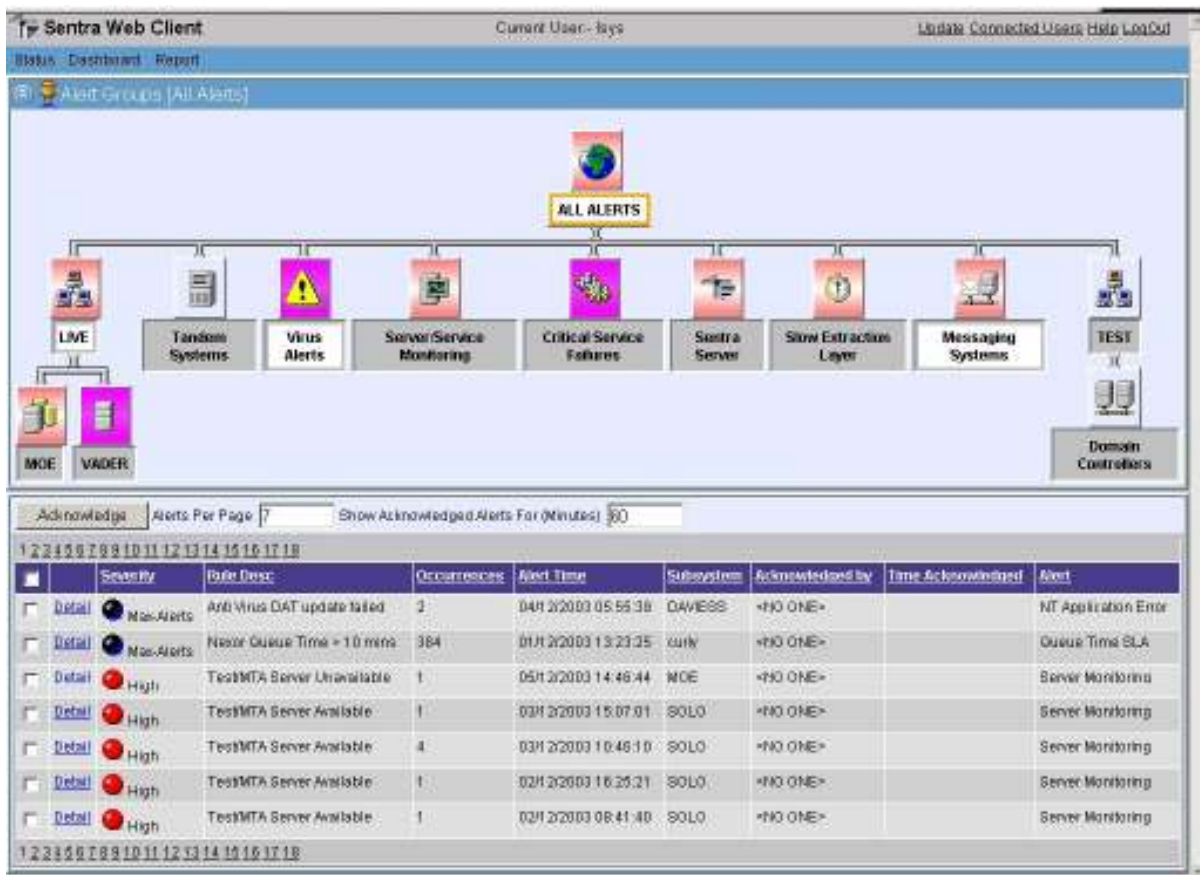 Sentra Web Client
Current User - lsys
Update Connected Users Help LogOut
Status Dashboard Report
Alert Groups [All Alerts]
ALL ALERTS
LIVE
Tandem Systems
Virus Alerts
Server/Service Monitoring
Critical Service Failures
Sentra Server
Slow Extraction Layer
Messaging Systems
TEST
MOE
VADER
Domain Controllers
Acknowledge Alerts Per Page 7 Show Acknowledged Alerts For (Minutes) 60
1 2 3 4 5 6 7 8 9 10 11 12 13 14 15 16 17 18
Severity Rule Desc Occurrences Alert Time Subsystem Acknowledged by Time Acknowledged Alert
Detail Max-Alerts Anti Virus DAT update failed 2 04/12/2003 05:55:38 DAVIESS <NO ONE> NT Application Error
Detail Max-Alerts Nexor Queue Time > 10 mins 384 01/12/2003 13:23:25 curly <NO ONE> Queue Time SLA
Detail High Test/MTA Server Unavailable 1 05/12/2003 14:46:44 MOE <NO ONE> Server Monitoring
Detail High Test/MTA Server Available 1 03/12/2003 15:07:01 SOLO <NO ONE> Server Monitoring
Detail High Test/MTA Server Available 4 03/12/2003 10:46:10 SOLO <NO ONE> Server Monitoring
Detail High Test/MTA Server Available 1 02/12/2003 16:25:21 SOLO <NO ONE> Server Monitoring
Detail High Test/MTA Server Available 1 02/12/2003 08:41:40 SOLO <NO ONE> Server Monitoring
1 2 3 4 5 6 7 8 9 10 11 12 13 14 15 16 17 18